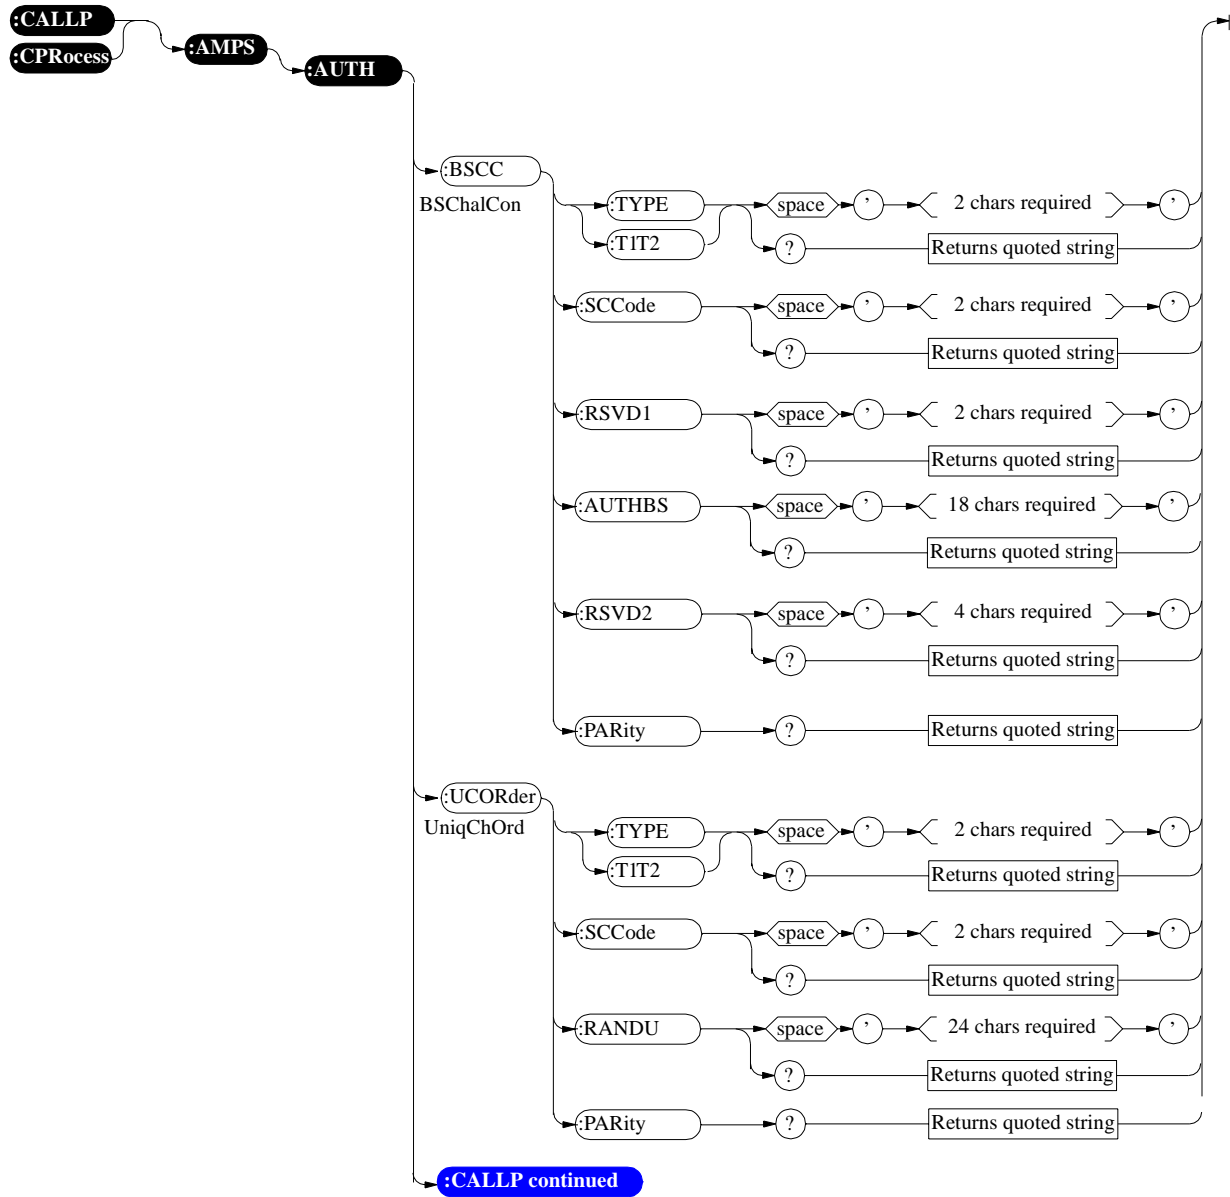 :CALLP
:CPRocess
:AMPS
:AUTH
:BSCC
BSChalCon
:TYPE space ’ 2 chars required ’
:T1T2 ? Returns quoted string
:SCCode space ’ 2 chars required ’
? Returns quoted string
:RSVD1 space ’ 2 chars required ’
? Returns quoted string
:AUTHBS space ’ 18 chars required ’
? Returns quoted string
:RSVD2 space ’ 4 chars required ’
? Returns quoted string
:PARity ? Returns quoted string
:UCORder
UniqChOrd
:TYPE space ’ 2 chars required ’
:T1T2 ? Returns quoted string
:SCCode space ’ 2 chars required ’
? Returns quoted string
:RANDU space ’ 24 chars required ’
? Returns quoted string
:PARity ? Returns quoted string
:CALLP continued